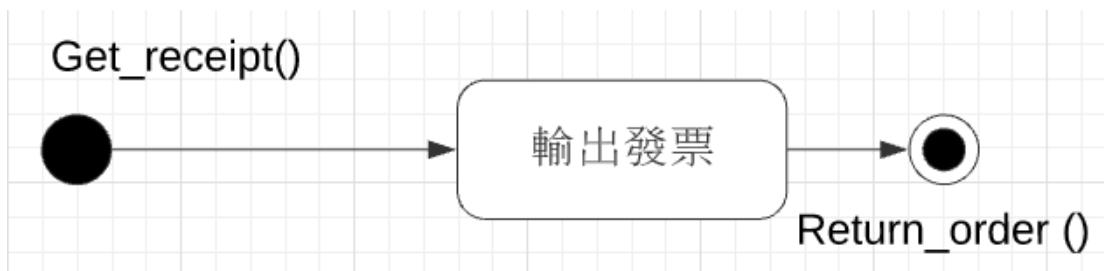 Get_receipt()
輸出發票
Return_order ()